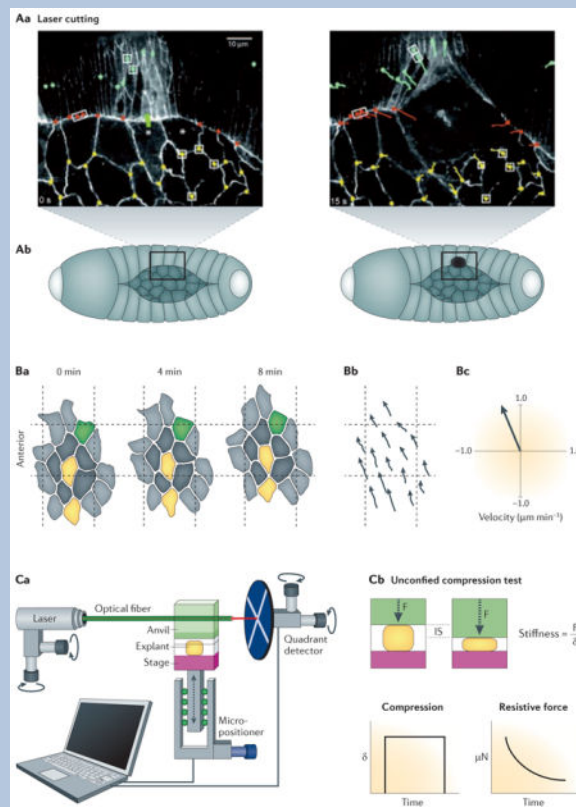 Aa Laser cutting
10 μm
0 s
15 s
Ab
Ba 0 min 4 min 8 min
Anterior
Bb
Bc
1.0
-1.0
1.
-1.0
Velocity (μm min⁻¹)
Ca
Laser
Optical fiber
Anvil
Explant
Stage
Quadrant
detector
Micro-
positioner
Cb Unconfied compression test
F
Stiffness =
δ
Compression
δ
Time
Resistive force
μN
Time